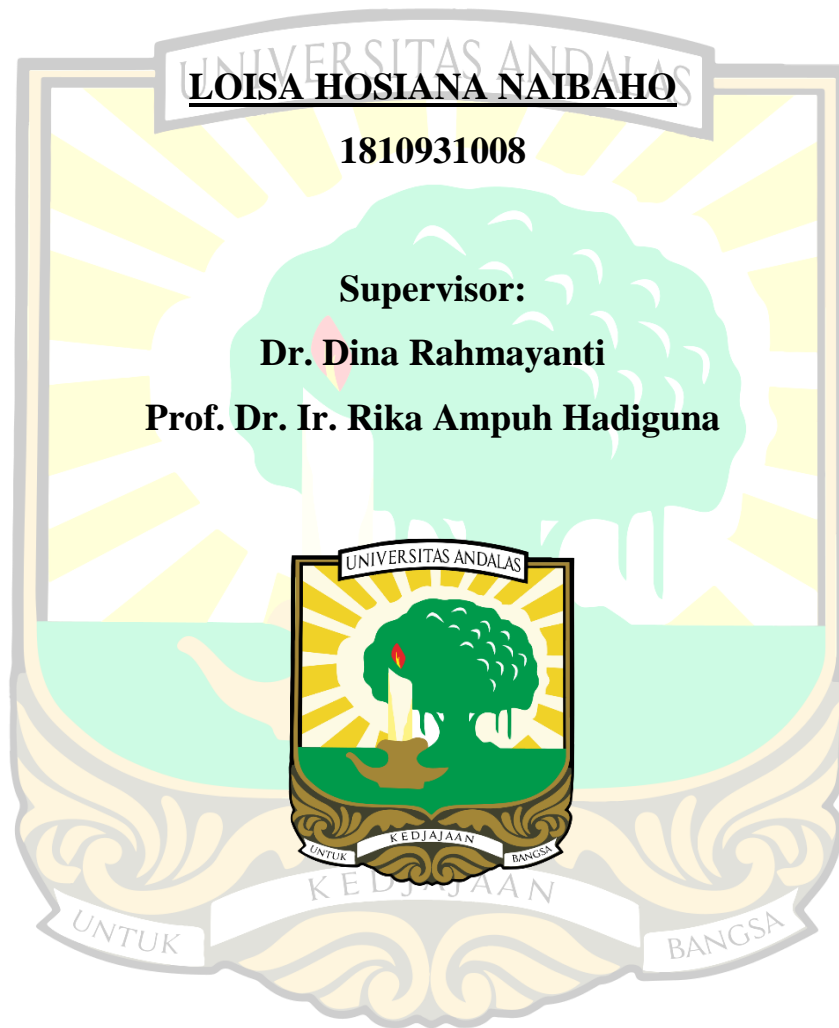 UNIVERSITAS ANDALAS
LOISA HOSIANA NAIBAHO
1810931008
Supervisor:
Dr. Dina Rahmayanti
Prof. Dr. Ir. Rika Ampuh Hadiguna
UNIVERSITAS ANDALAS
UNTUK KEDJAJAAN BANGSA
UNTUK KEDJAJAAN BANGSA